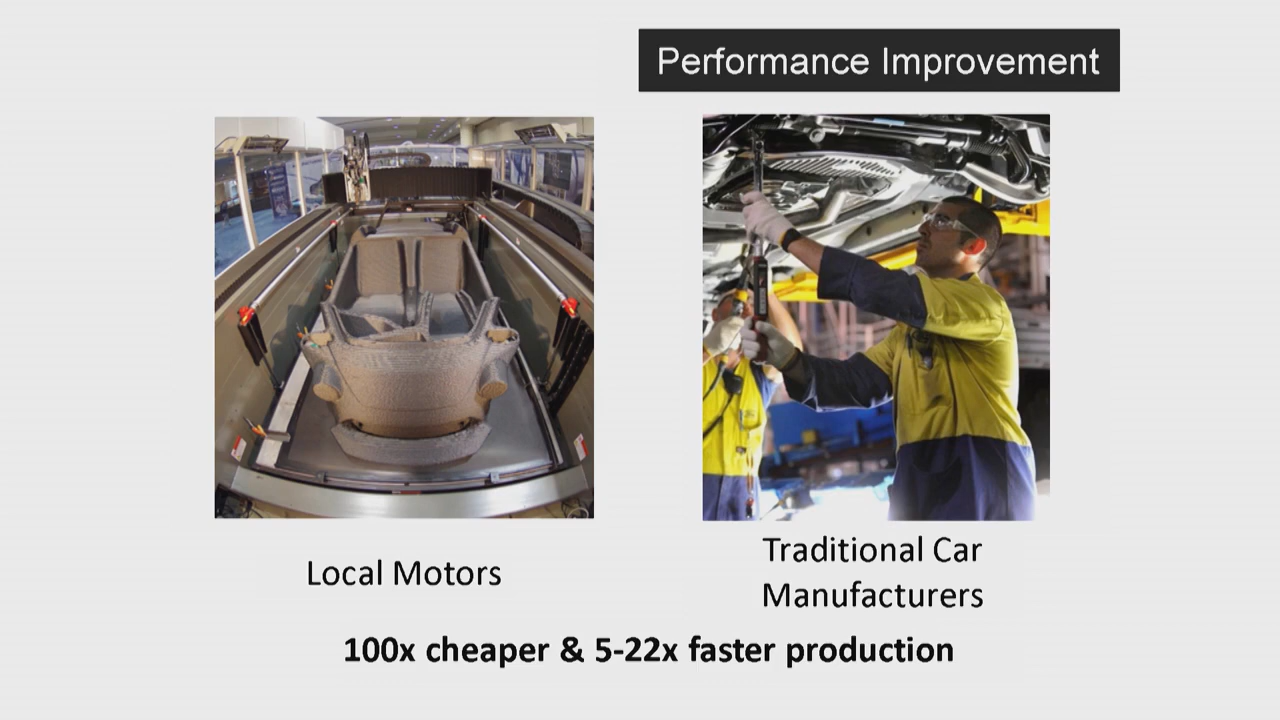 Performance Improvement
Local Motors
Traditional Car
Manufacturers
100x cheaper & 5-22x faster production